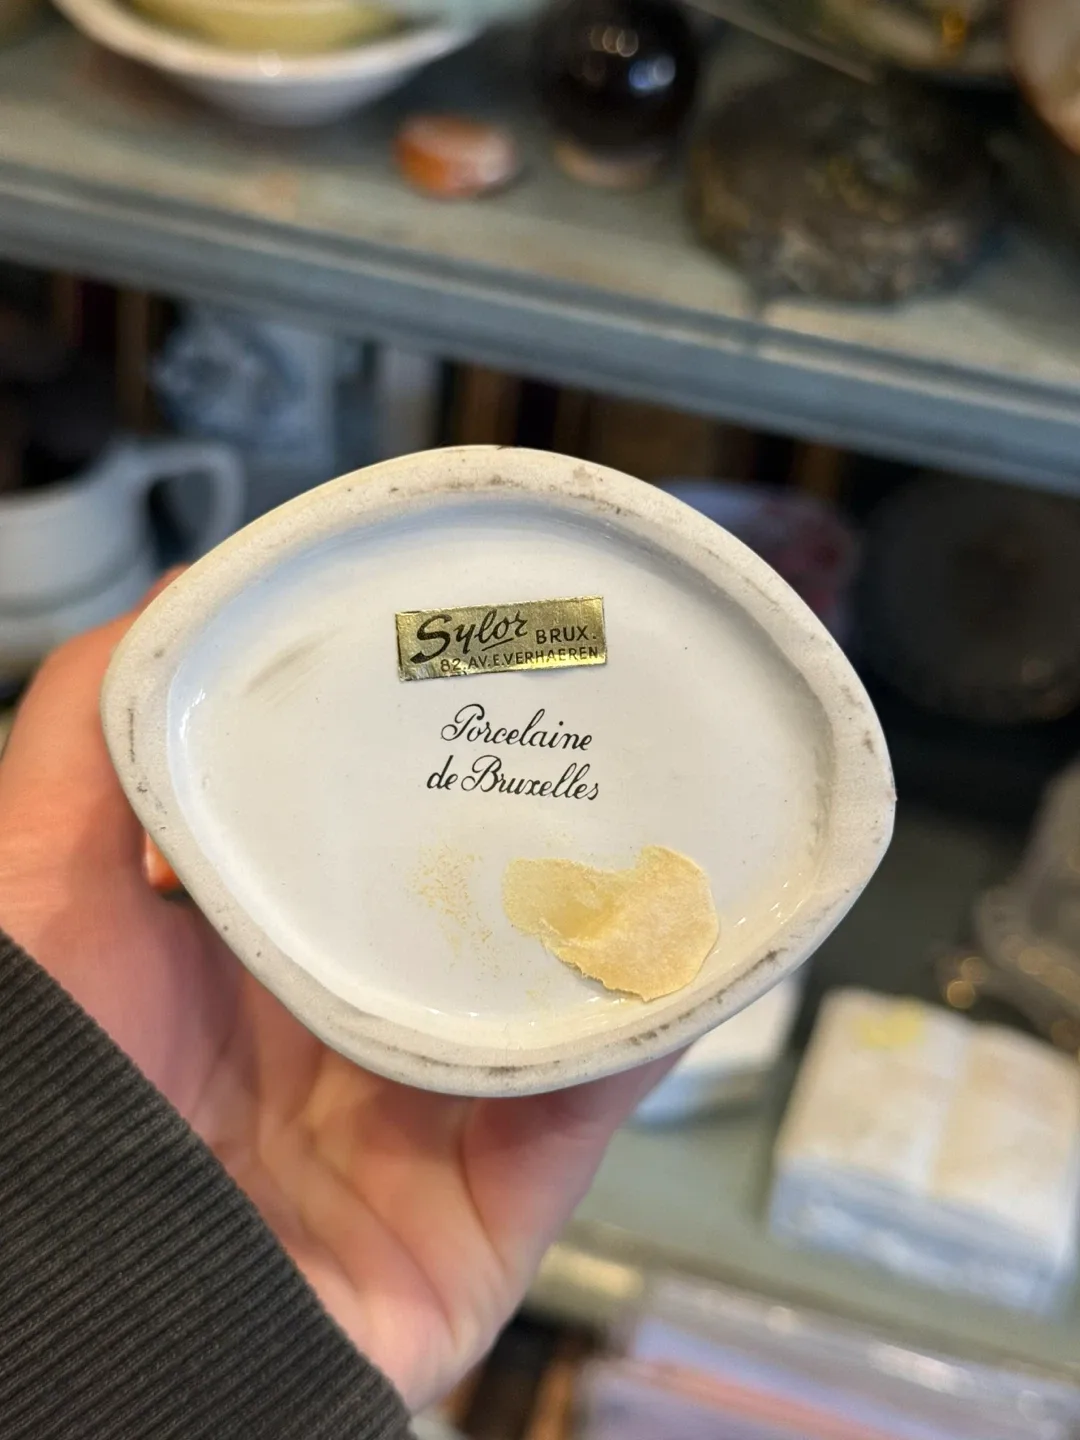 Sylor BRUX.
82, AV. E. VERHAEREN
Porcelaine
de Bruxelles